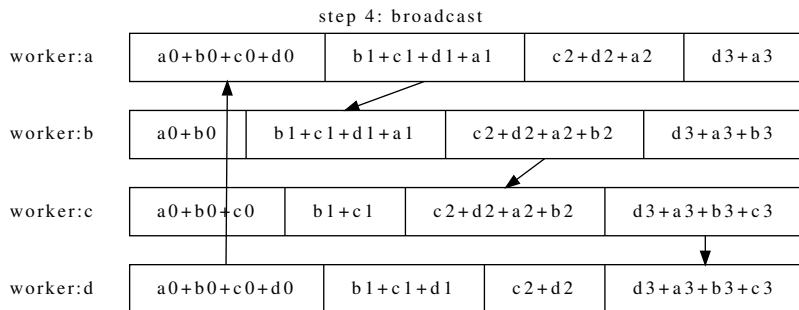 step 4: broadcast
worker:a a0+b0+c0+d0 b1+c1+d1+a1 c2+d2+a2 d3+a3
worker:b a0+b0 b1+c1+d1+a1 c2+d2+a2+b2 d3+a3+b3
worker:c a0+b0+c0 b1+c1 c2+d2+a2+b2 d3+a3+b3+c3
worker:d a0+b0+c0+d0 b1+c1+d1 c2+d2 d3+a3+b3+c3